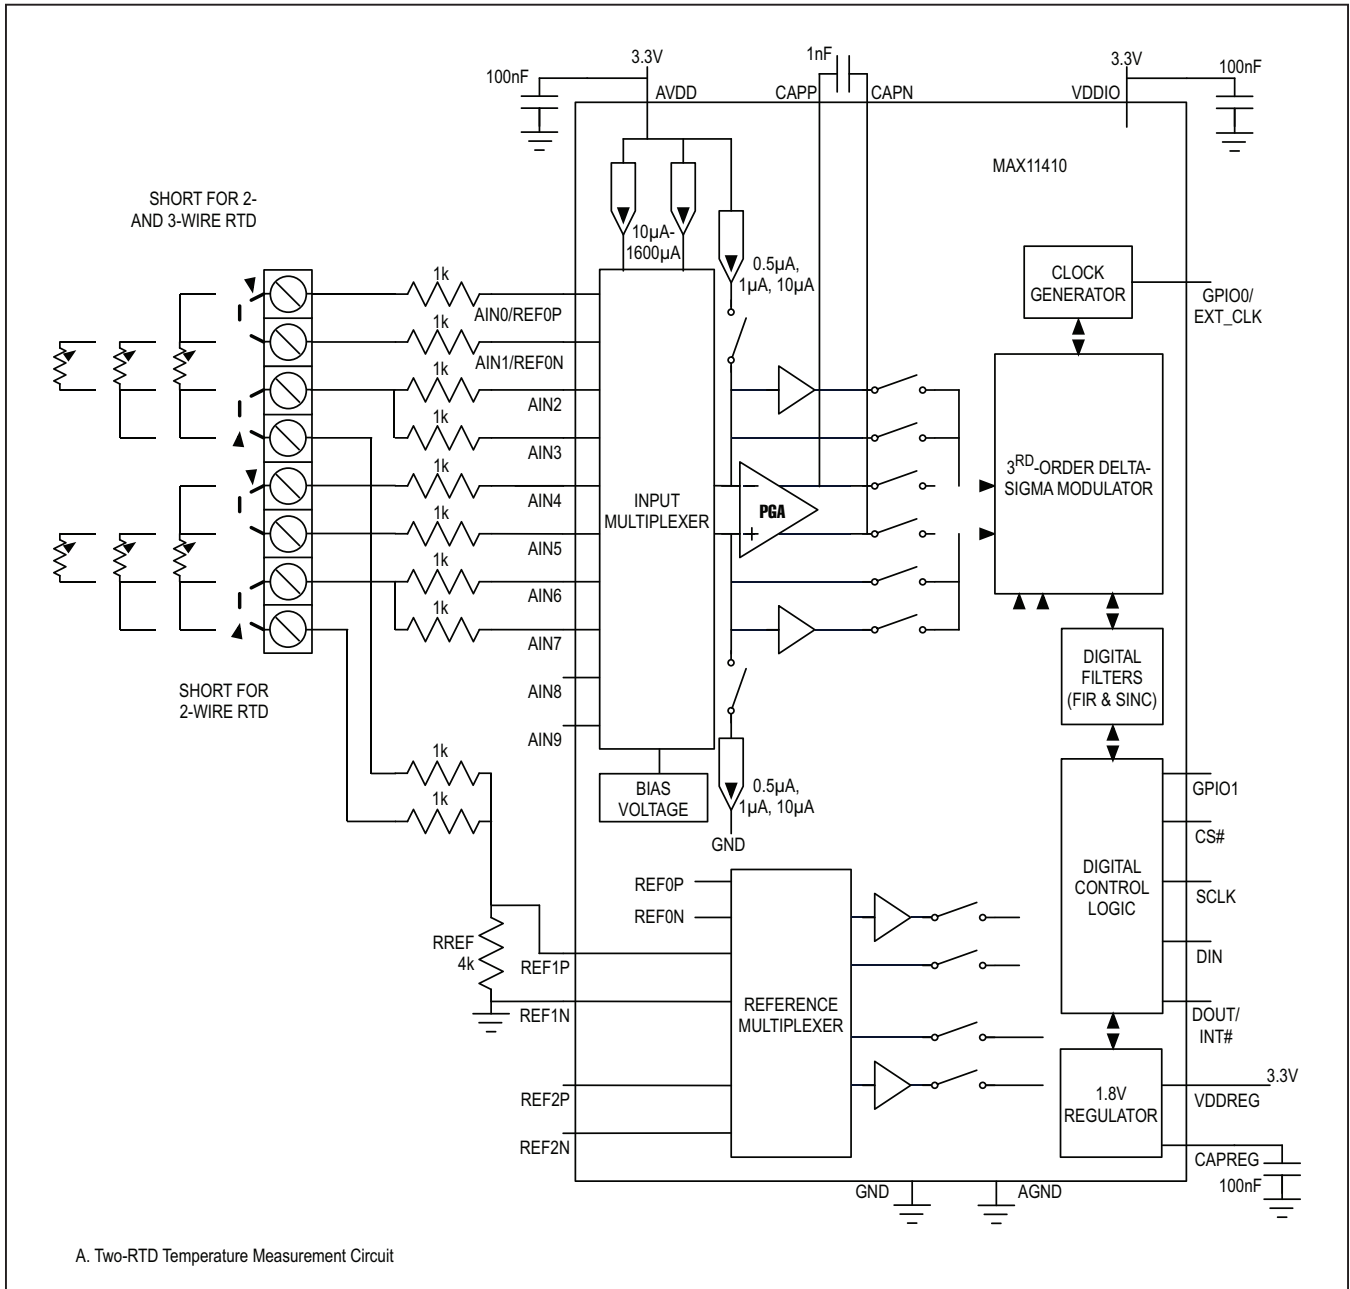 3.3V
1nF
3.3V
100nF
100nF
AVDD
CAPP
CAPN
VDDIO
MAX11410
SHORT FOR 2-
AND 3-WIRE RTD
10µA-
1600µA
0.5µA,
1µA, 10µA
CLOCK
GENERATOR
GPIO0/
EXT_CLK
1k
AIN0/REF0P
1k
AIN1/REF0N
1k
AIN2
1k
AIN3
1k
AIN4
1k
AIN5
1k
AIN6
1k
AIN7
AIN8
AIN9
INPUT
MULTIPLEXER
PGA
3RD-ORDER DELTA-
SIGMA MODULATOR
SHORT FOR
2-WIRE RTD
DIGITAL
FILTERS
(FIR & SINC)
1k
1k
BIAS
VOLTAGE
0.5µA,
1µA, 10µA
GND
GPIO1
CS#
SCLK
DIN
DOUT/
INT#
DIGITAL
CONTROL
LOGIC
REF0P
REF0N
RREF
4k
REF1P
REF1N
REFERENCE
MULTIPLEXER
REF2P
REF2N
1.8V
REGULATOR
3.3V
VDDREG
CAPREG
100nF
GND
AGND
A. Two-RTD Temperature Measurement Circuit